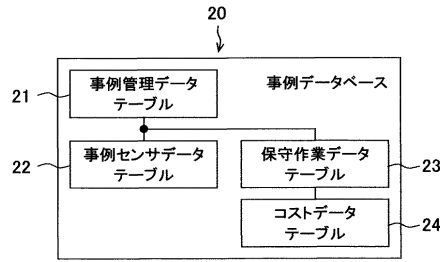 20
21
事例管理データ
テーブル
事例データベース
22
事例センサデータ
テーブル
保守作業データ
テーブル
23
コストデータ
テーブル
24